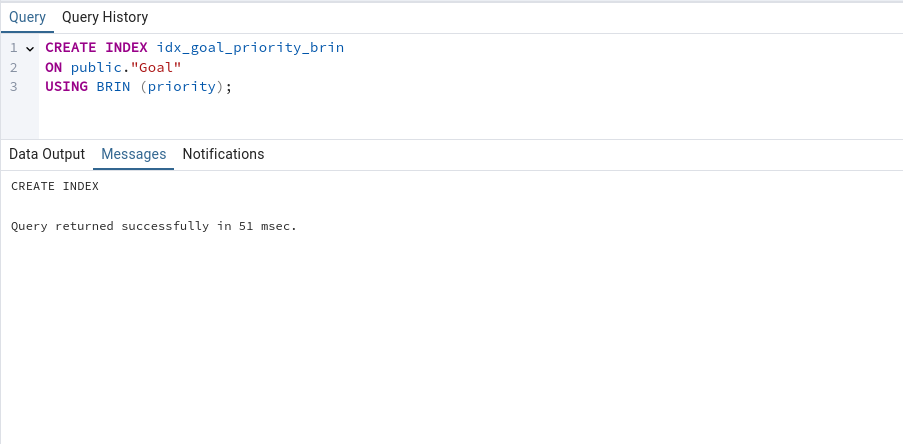 Query Query History
1 CREATE INDEX idx_goal_priority_brin
2 ON public."Goal"
3 USING BRIN (priority);
Data Output Messages Notifications
CREATE INDEX
Query returned successfully in 51 msec.